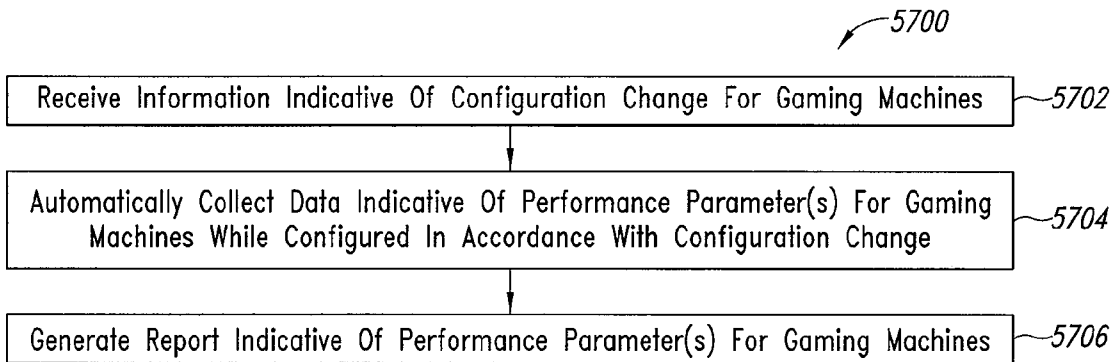 5700
Receive Information Indicative Of Configuration Change For Gaming Machines
5702
Automatically Collect Data Indicative Of Performance Parameter(s) For Gaming
Machines While Configured In Accordance With Configuration Change
5704
Generate Report Indicative Of Performance Parameter(s) For Gaming Machines
5706